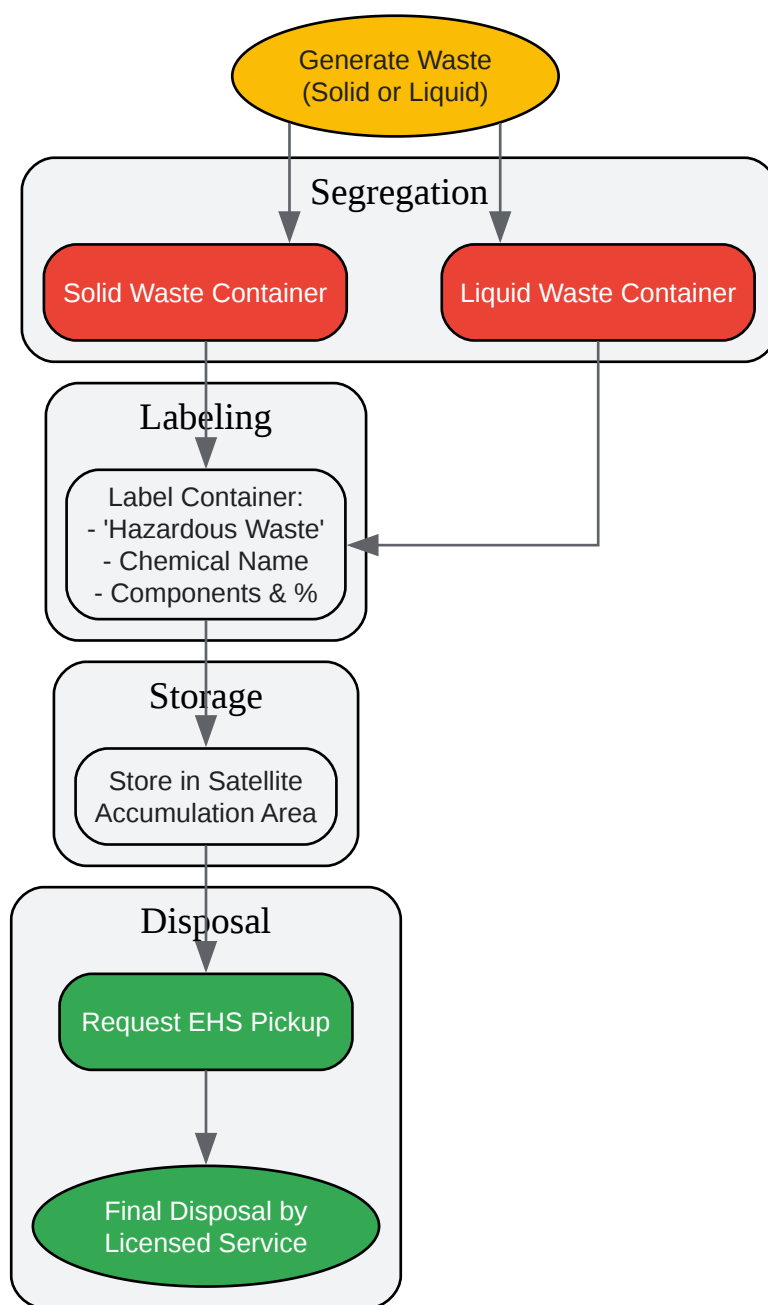 Generate Waste
(Solid or Liquid)
Segregation
Solid Waste Container
Liquid Waste Container
Labeling
Label Container:
- 'Hazardous Waste'
- Chemical Name
- Components & %
Storage
Store in Satellite
Accumulation Area
Disposal
Request EHS Pickup
Final Disposal by
Licensed Service